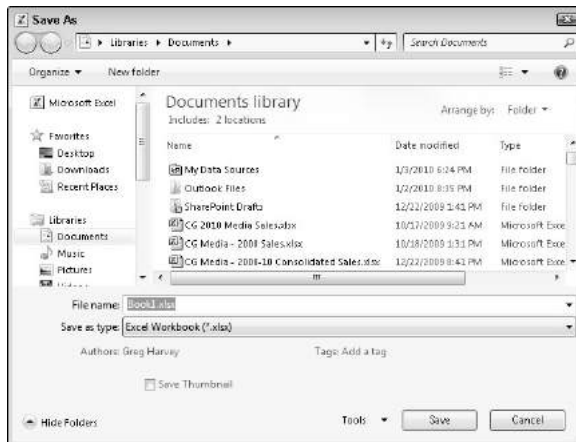 Save As
Libraries Documents
Search Documents
Organize New folder
Microsoft Excel
Favorites
Desktop
Downloads
Recent Places
Libraries
Documents
Music
Pictures
Documents library
Includes: 2 locations
Arrange by: Folder
Name Date modified Type
My Data Sources 1/3/2010 6:24 PM File folder
Outlook Files 1/2/2010 8:35 PM File folder
SharePoint Drafts 12/22/2009 1:41 PM File folder
CG 2010 Media Sales.xlsx 10/17/2009 9:21 AM Microsoft Exce
CG Media - 2008 Sales.xlsx 10/18/2009 1:31 PM Microsoft Exce
CG Media - 2008-10 Consolidated Sales.xlsx 12/22/2009 8:41 PM Microsoft Exce
File name: Book1.xlsx
Save as type: Excel Workbook (*.xlsx)
Authors: Greg Harvey Tags: Add a tag
Save Thumbnail
Hide Folders Tools Save Cancel